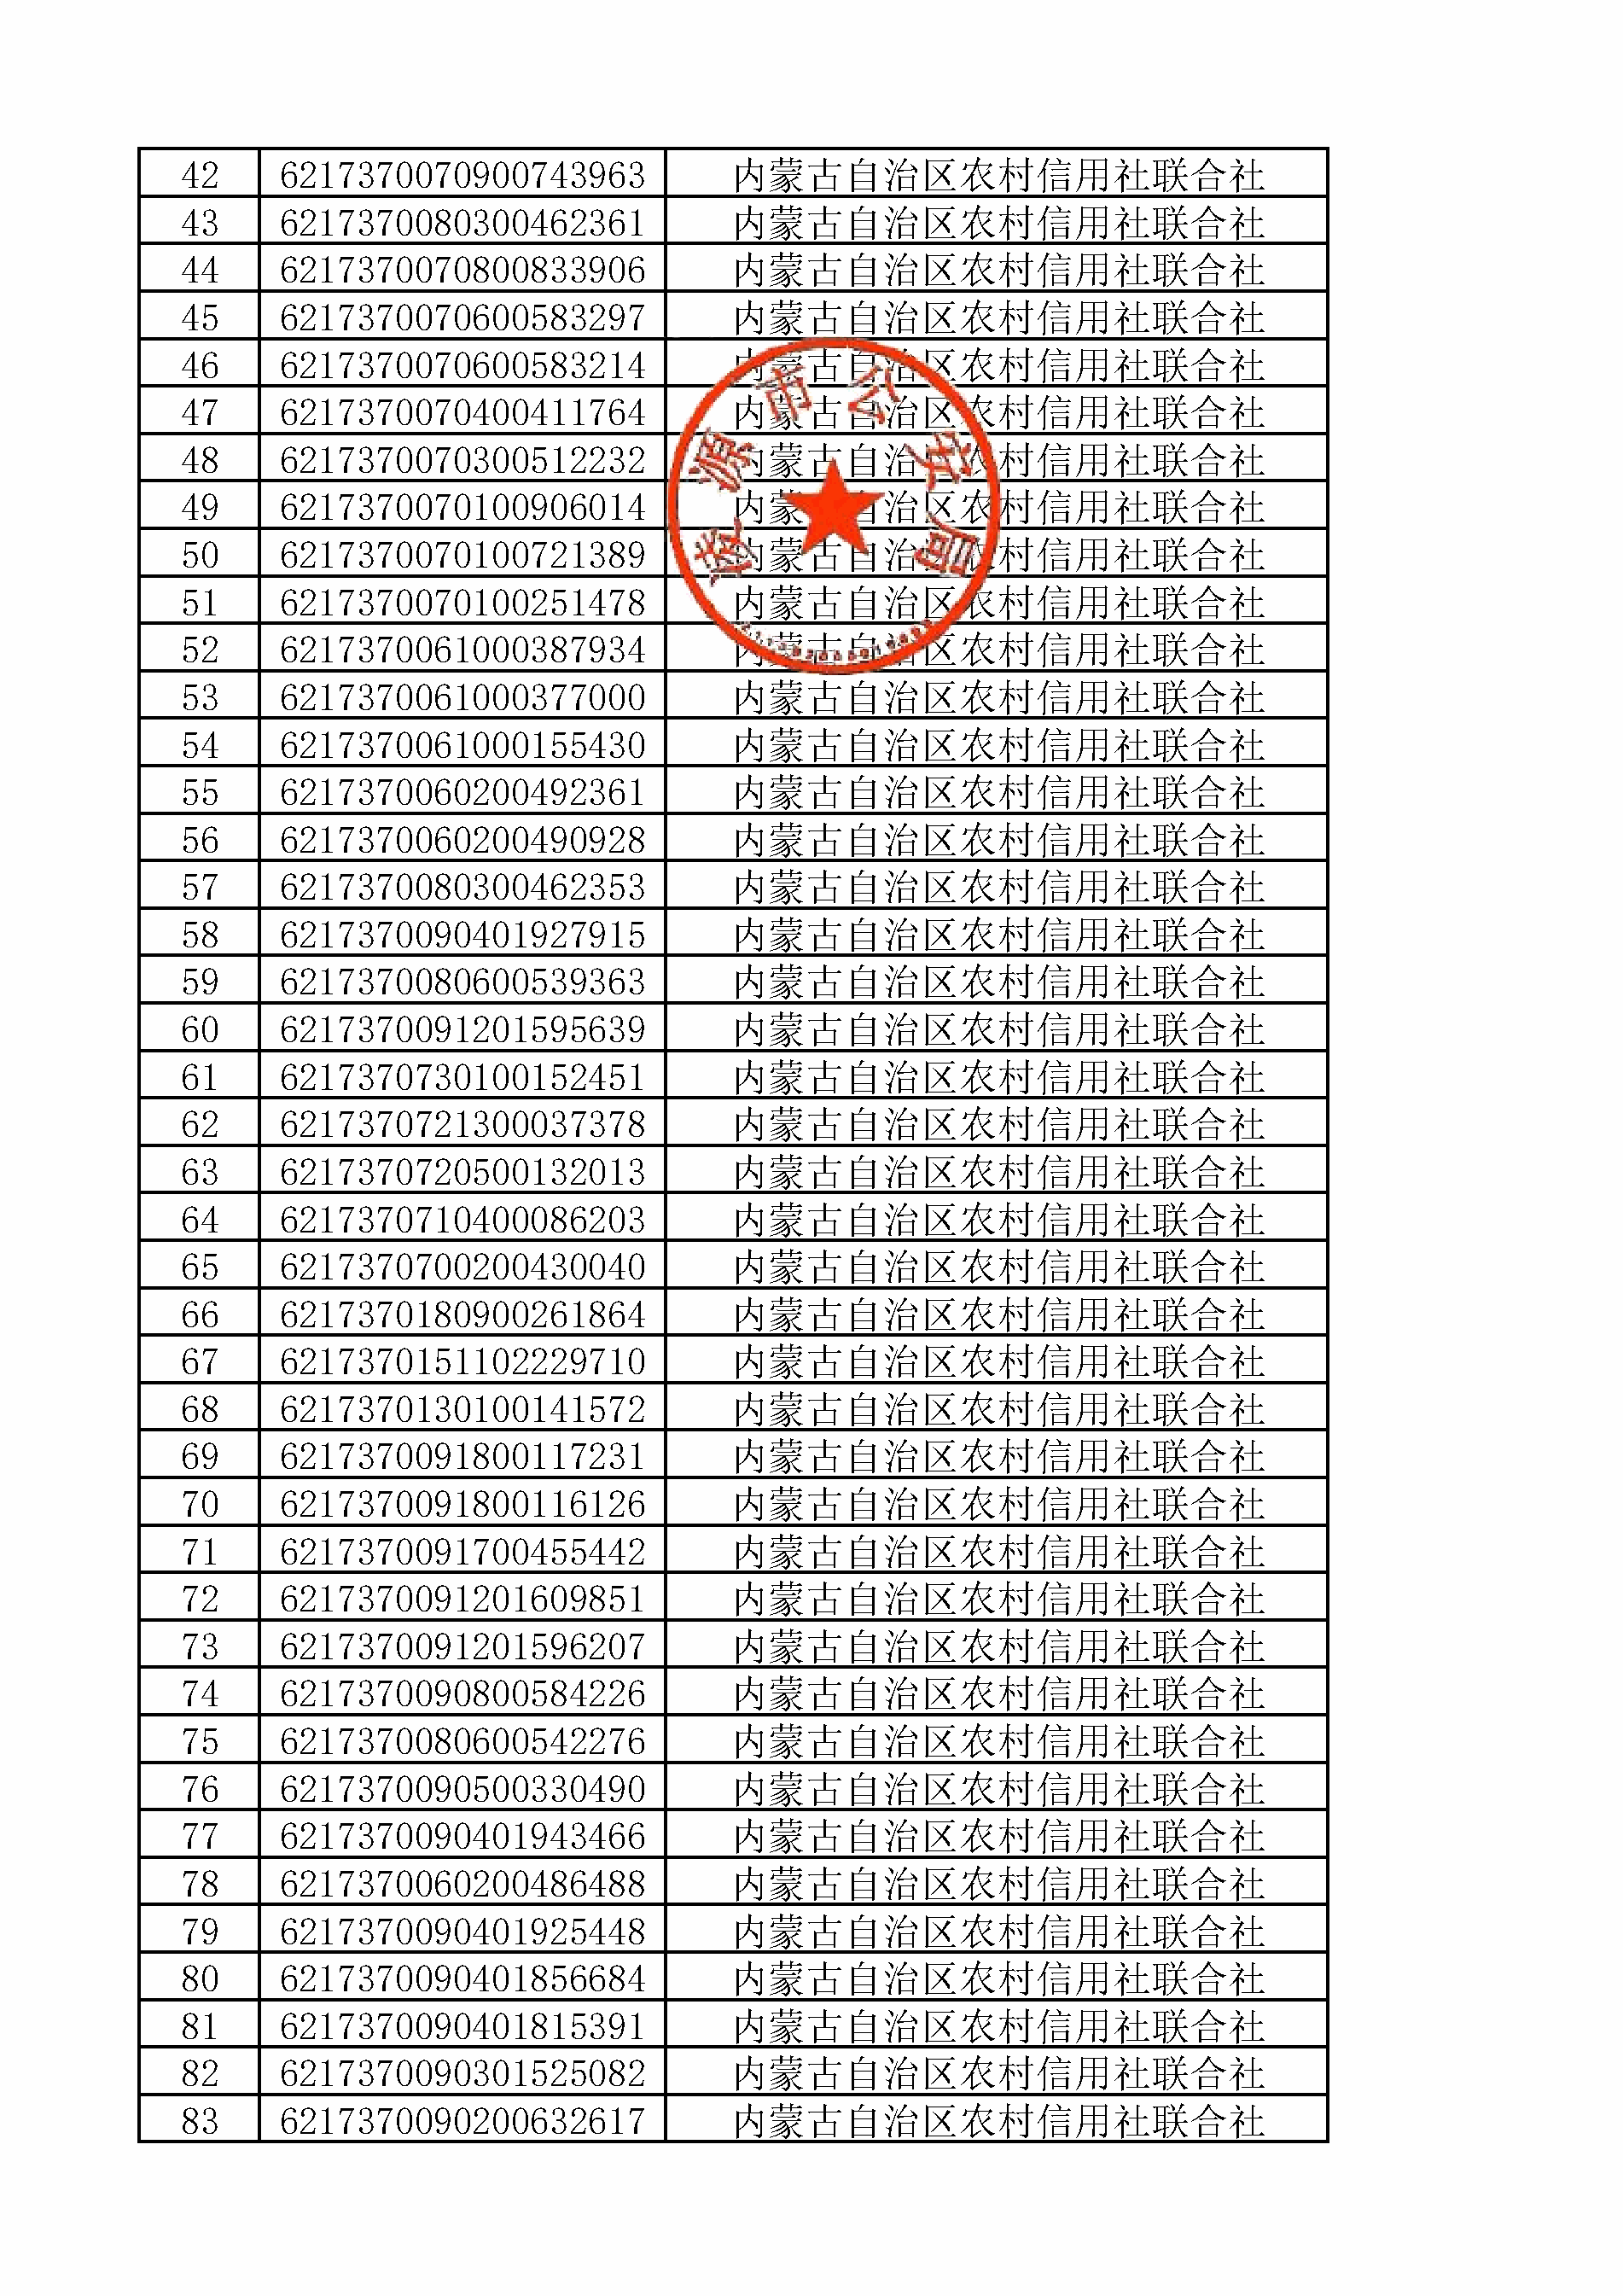 42 6217370070900743963 内蒙古自治区农村信用社联合社
43 6217370080300462361 内蒙古自治区农村信用社联合社
44 6217370070800833906 内蒙古自治区农村信用社联合社
45 6217370070600583297 内蒙古自治区农村信用社联合社
46 6217370070600583214 内蒙古自治区农村信用社联合社
47 6217370070400411764 内蒙古自治区农村信用社联合社
48 6217370070300512232 内蒙古自治区农村信用社联合社
49 6217370070100906014 内蒙古自治区农村信用社联合社
50 6217370070100721389 内蒙古自治区农村信用社联合社
51 6217370070100251478 内蒙古自治区农村信用社联合社
52 6217370061000387934 内蒙古自治区农村信用社联合社
53 6217370061000377000 内蒙古自治区农村信用社联合社
54 6217370061000155430 内蒙古自治区农村信用社联合社
55 6217370060200492361 内蒙古自治区农村信用社联合社
56 6217370060200490928 内蒙古自治区农村信用社联合社
57 6217370080300462353 内蒙古自治区农村信用社联合社
58 6217370090401927915 内蒙古自治区农村信用社联合社
59 6217370080600539363 内蒙古自治区农村信用社联合社
60 6217370091201595639 内蒙古自治区农村信用社联合社
61 6217370730100152451 内蒙古自治区农村信用社联合社
62 6217370721300037378 内蒙古自治区农村信用社联合社
63 6217370720500132013 内蒙古自治区农村信用社联合社
64 6217370710400086203 内蒙古自治区农村信用社联合社
65 6217370700200430040 内蒙古自治区农村信用社联合社
66 6217370180900261864 内蒙古自治区农村信用社联合社
67 6217370151102229710 内蒙古自治区农村信用社联合社
68 6217370130100141572 内蒙古自治区农村信用社联合社
69 6217370091800117231 内蒙古自治区农村信用社联合社
70 6217370091800116126 内蒙古自治区农村信用社联合社
71 6217370091700455442 内蒙古自治区农村信用社联合社
72 6217370091201609851 内蒙古自治区农村信用社联合社
73 6217370091201596207 内蒙古自治区农村信用社联合社
74 6217370090800584226 内蒙古自治区农村信用社联合社
75 6217370080600542276 内蒙古自治区农村信用社联合社
76 6217370090500330490 内蒙古自治区农村信用社联合社
77 6217370090401943466 内蒙古自治区农村信用社联合社
78 6217370060200486488 内蒙古自治区农村信用社联合社
79 6217370090401925448 内蒙古自治区农村信用社联合社
80 6217370090401856684 内蒙古自治区农村信用社联合社
81 6217370090401815391 内蒙古自治区农村信用社联合社
82 6217370090301525082 内蒙古自治区农村信用社联合社
83 6217370090200632617 内蒙古自治区农村信用社联合社
凌源市公安局